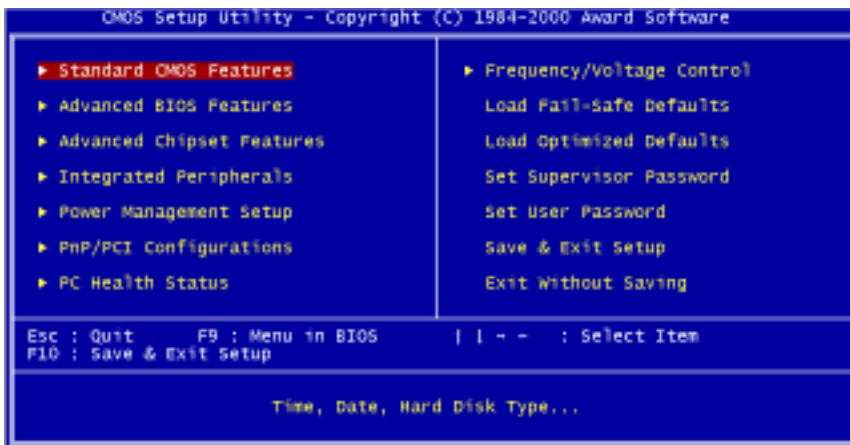 CMOS Setup Utility - Copyright (C) 1984-2000 Award Software
▶ Standard CMOS Features
▶ Advanced BIOS Features
▶ Advanced Chipset Features
▶ Integrated Peripherals
▶ Power Management Setup
▶ PnP/PCI Configurations
▶ PC Health Status
▶ Frequency/Voltage Control
Load Fail-Safe Defaults
Load Optimized Defaults
Set Supervisor Password
Set User Password
Save & Exit Setup
Exit Without Saving
Esc : Quit F9 : Menu in BIOS : Select Item
F10 : Save & Exit Setup
Time, Date, Hard Disk Type...